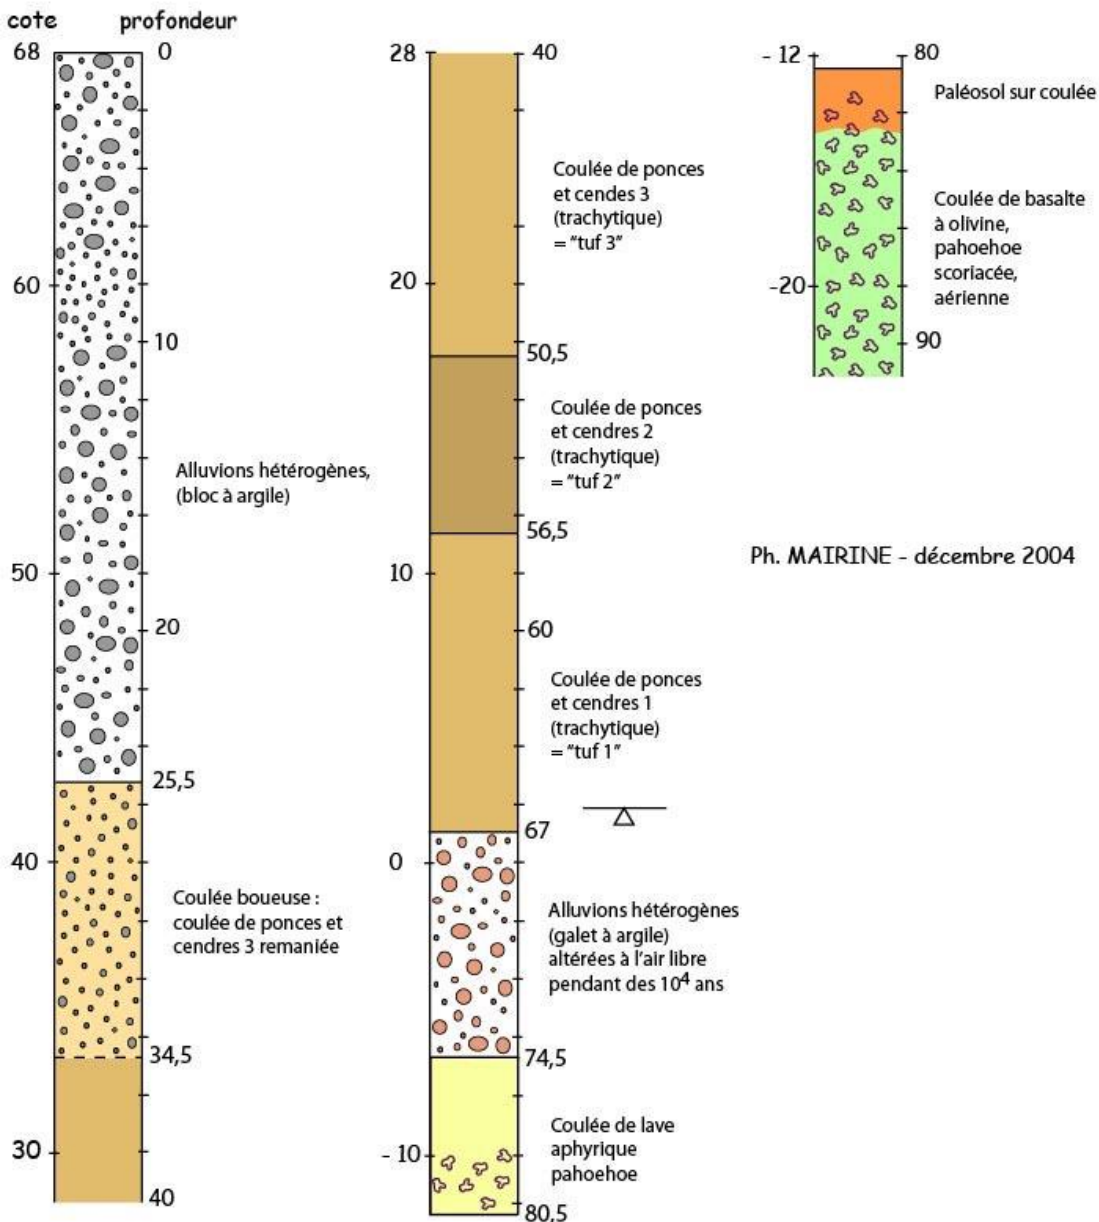 cote
profondeur
68
0
60
10
Alluvions hétérogènes,
(bloc à argile)
50
20
25,5
40
Coulée boueuse :
coulée de ponces et
cendres 3 remaniée
34,5
30
40
28
40
Coulée de ponces
et cendes 3
(trachytique)
= "tuf 3"
20
50,5
Coulée de ponces
et cendres 2
(trachytique)
= "tuf 2"
56,5
10
60
Coulée de ponces
et cendres 1
(trachytique)
= "tuf 1"
67
0
Alluvions hétérogènes
(galet à argile)
altérées à l'air libre
pendant des 10⁴ ans
74,5
Coulée de lave
aphyrique
pahoehoe
- 10
80,5
- 12
80
Paléosol sur coulée
Coulée de basalte
à olivine,
pahoehoe
scoriacée,
aérienne
-20
90
Ph. MAIRINE - décembre 2004